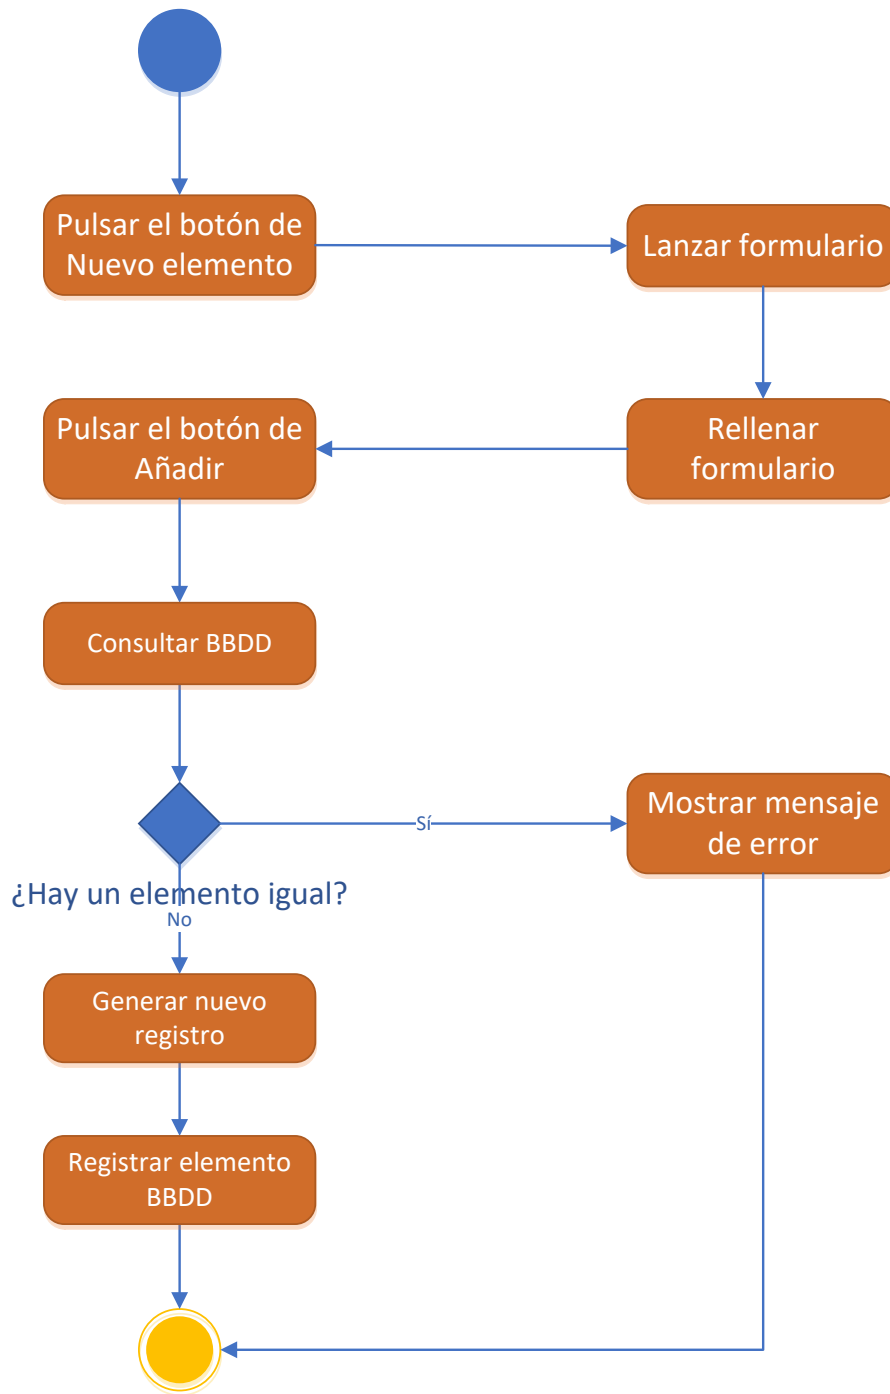 Pulsar el botón de
Nuevo elemento
Lanzar formulario
Rellenar
formulario
Pulsar el botón de
Añadir
Consultar BBDD
Sí
Mostrar mensaje
de error
¿Hay un elemento igual?
No
Generar nuevo
registro
Registrar elemento
BBDD